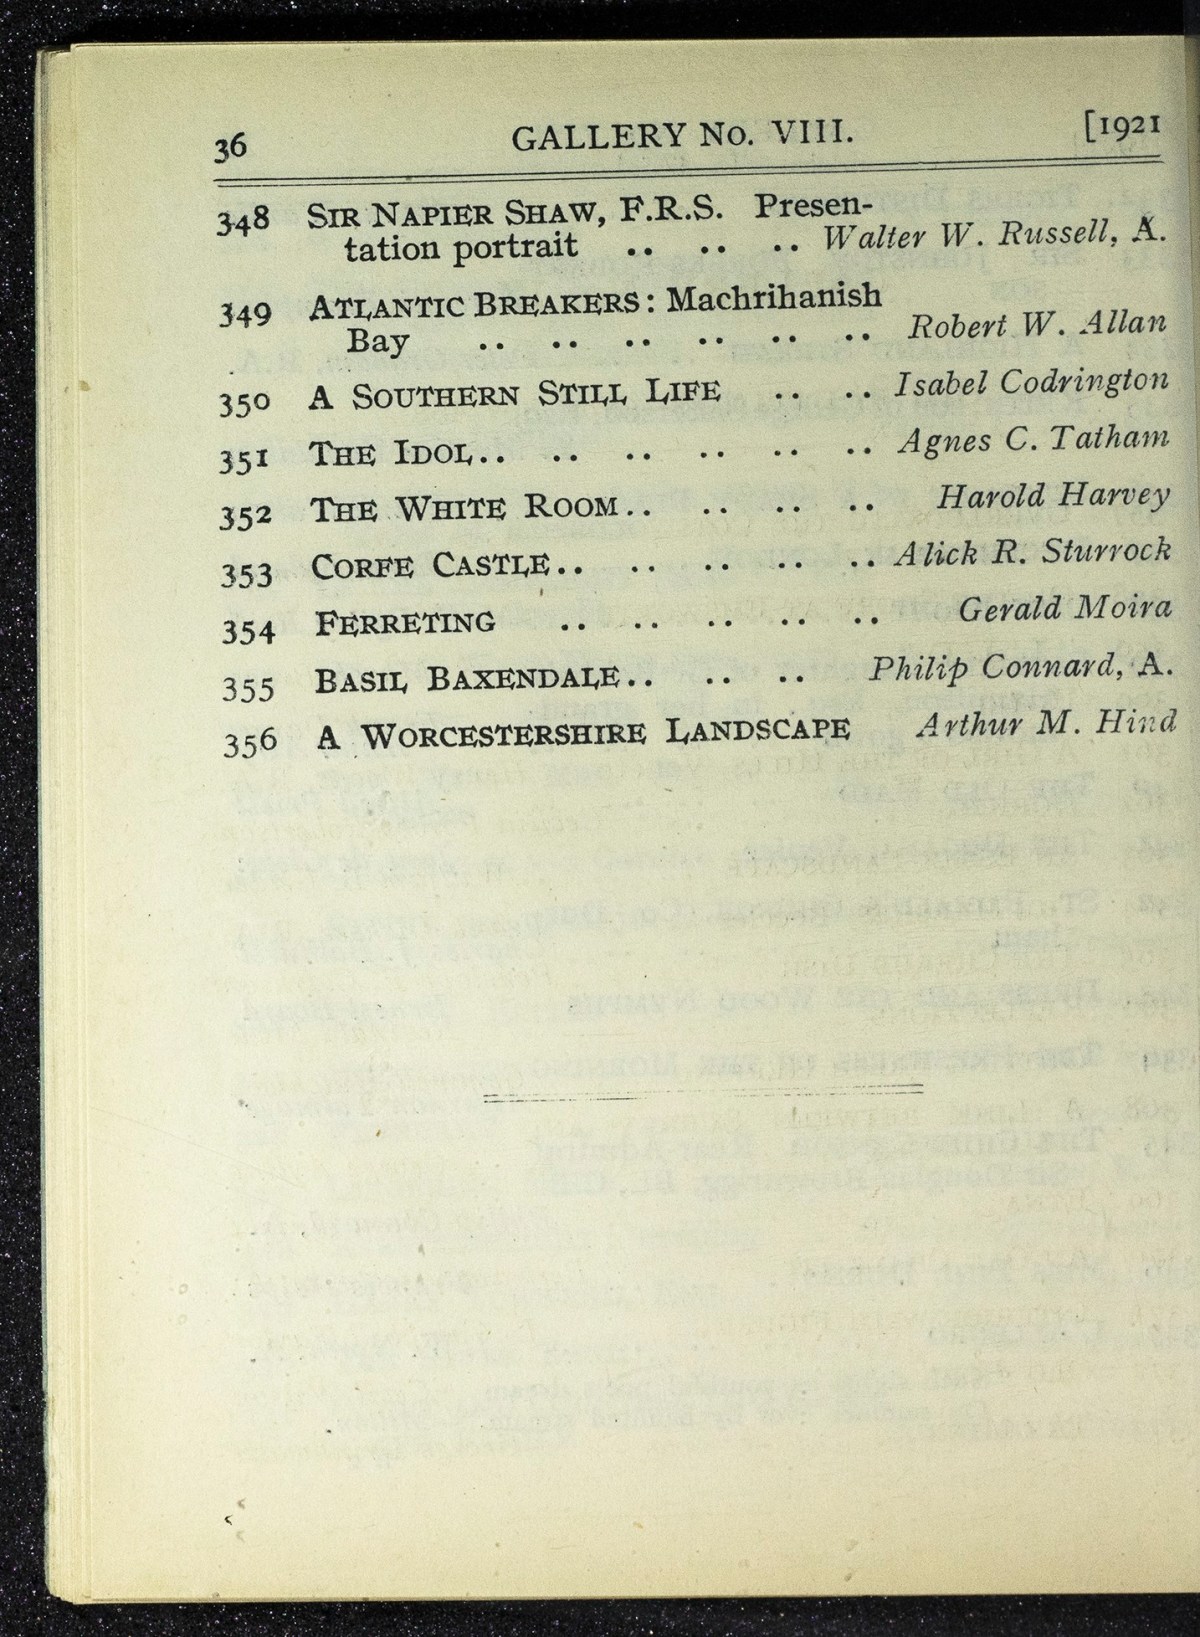 36 GALLERY No. VIII. [1921
348 SIR NAPIER SHAW, F.R.S. Presen-
tation portrait .. .. .. Walter W. Russell, A.
349 ATLANTIC BREAKERS: Machrihanish
Bay .. .. .. .. .. .. Robert W. Allan
350 A SOUTHERN STILL LIFE .. .. Isabel Codrington
351 THE IDOL.. .. .. .. .. .. Agnes C. Tatham
352 THE WHITE ROOM.. .. .. .. Harold Harvey
353 CORFE CASTLE.. .. .. .. .. Alick R. Sturrock
354 FERRETING .. .. .. .. .. Gerald Moira
355 BASIL BAXENDALE.. .. .. Philip Connard, A.
356 A WORCESTERSHIRE LANDSCAPE Arthur M. Hind